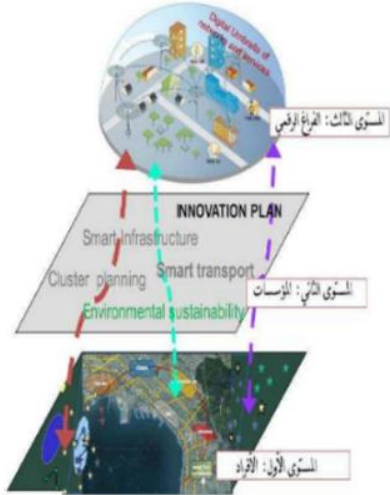 Digital Umbrella of
networks and services
المستوى الثالث: الفراغ الرقمي
INNOVATION PLAN
Smart Infrastructure
Cluster planning Smart transport
المستوى الثاني: المؤسسات
Environmental sustainability
المستوى الأول: الأفراد